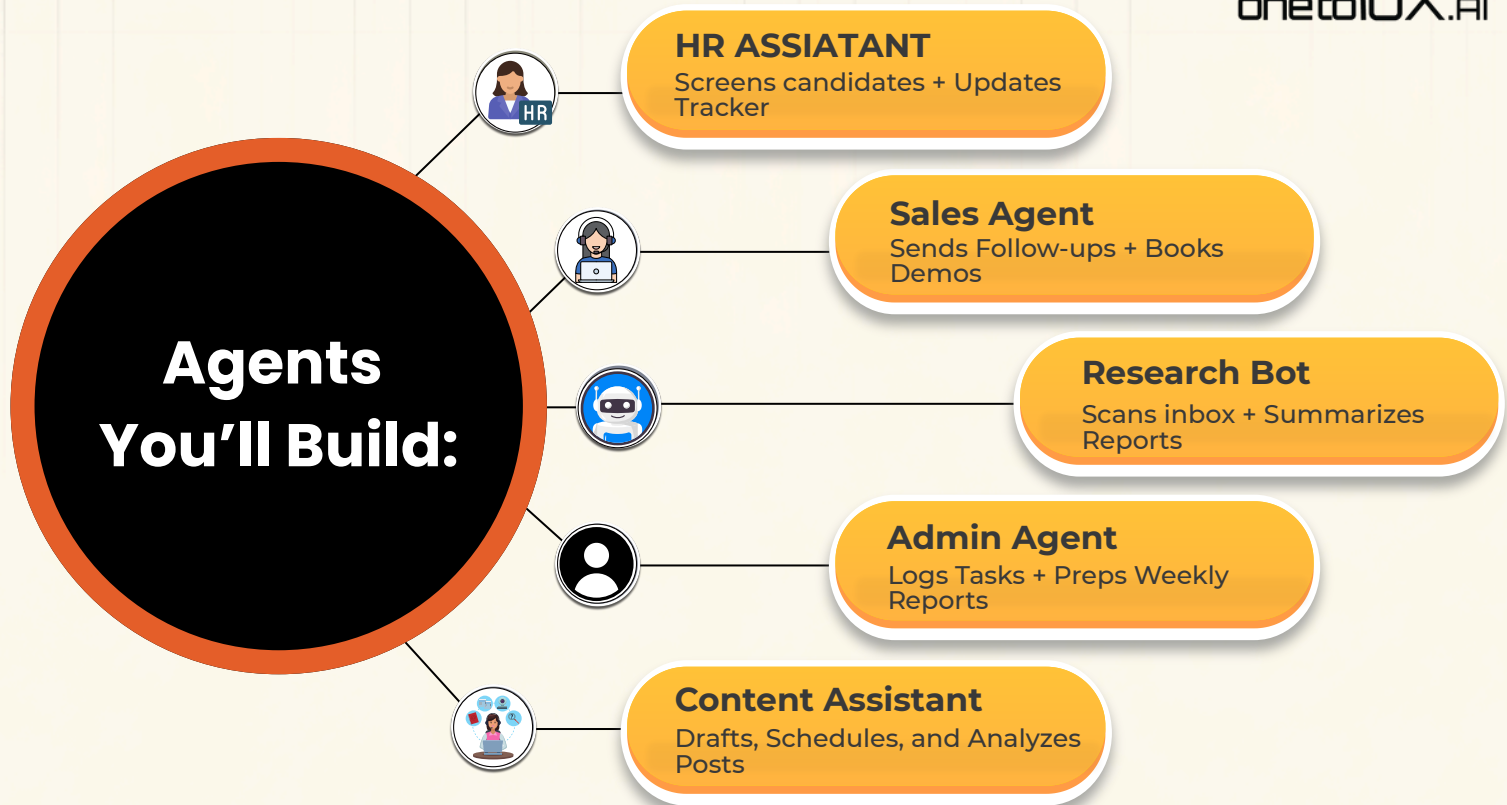 oneto10X.AI
HR ASSIATANT
Screens candidates + Updates
Tracker
HR
Sales Agent
Sends Follow-ups + Books
Demos
Agents
You’ll Build:
Research Bot
Scans inbox + Summarizes
Reports
Admin Agent
Logs Tasks + Preps Weekly
Reports
Content Assistant
Drafts, Schedules, and Analyzes
Posts